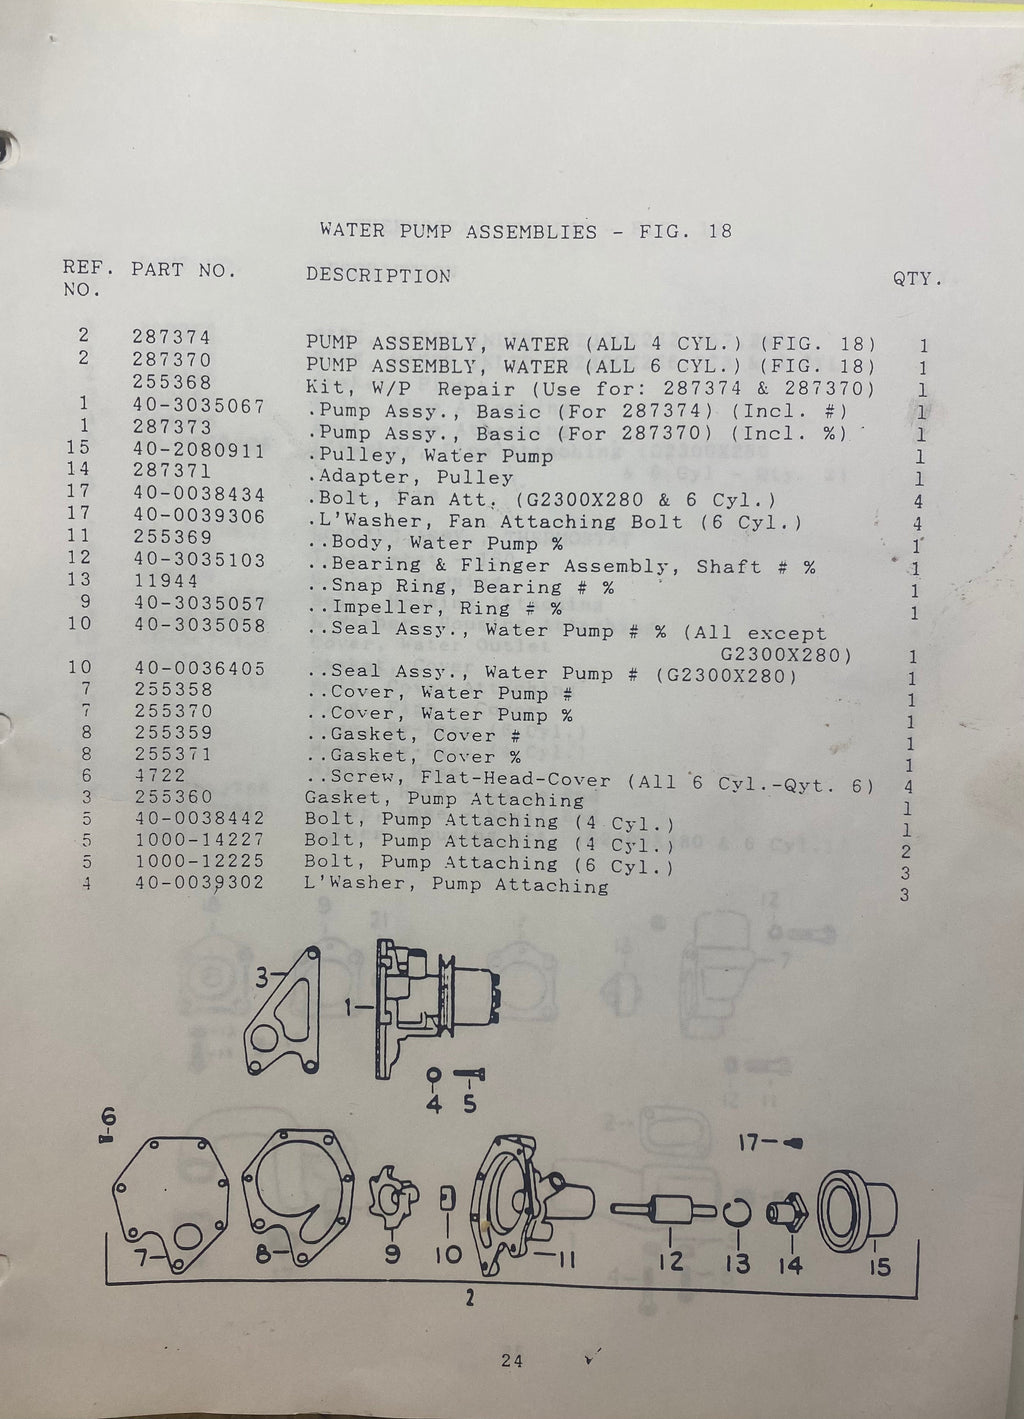 WATER PUMP ASSEMBLIES - FIG. 18
REF. PART NO. DESCRIPTION QTY.
NO.
2 287374 PUMP ASSEMBLY, WATER (ALL 4 CYL.) (FIG. 18) 1
2 287370 PUMP ASSEMBLY, WATER (ALL 6 CYL.) (FIG. 18) 1
255368 Kit, W/P Repair (Use for: 287374 & 287370) 1
1 40-3035067 .Pump Assy., Basic (For 287374) (Incl. #) 1
1 287373 .Pump Assy., Basic (For 287370) (Incl. %) 1
15 40-2080911 .Pulley, Water Pump 1
14 287371 .Adapter, Pulley 1
17 40-0038434 .Bolt, Fan Att. (G2300X280 & 6 Cyl.) 4
17 40-0039306 .L'Washer, Fan Attaching Bolt (6 Cyl.) 4
11 255369 ..Body, Water Pump % 1
12 40-3035103 ..Bearing & Flinger Assembly, Shaft # % 1
13 11944 ..Snap Ring, Bearing # % 1
9 40-3035057 ..Impeller, Ring # % 1
10 40-3035058 ..Seal Assy., Water Pump # % (All except
G2300X280) 1
10 40-0036405 ..Seal Assy., Water Pump # (G2300X280) 1
7 255358 ..Cover, Water Pump # 1
7 255370 ..Cover, Water Pump % 1
8 255359 ..Gasket, Cover # 1
8 255371 ..Gasket, Cover % 1
6 4722 ..Screw, Flat-Head-Cover (All 6 Cyl.-Qyt. 6) 4
3 255360 Gasket, Pump Attaching 1
5 40-0038442 Bolt, Pump Attaching (4 Cyl.) 1
5 1000-14227 Bolt, Pump Attaching (4 Cyl.) 2
5 1000-12225 Bolt, Pump Attaching (6 Cyl.) 3
4 40-0039302 L'Washer, Pump Attaching 3
3
1
4 5
6
17
7 8 9 10 11 12 13 14 15
2
24